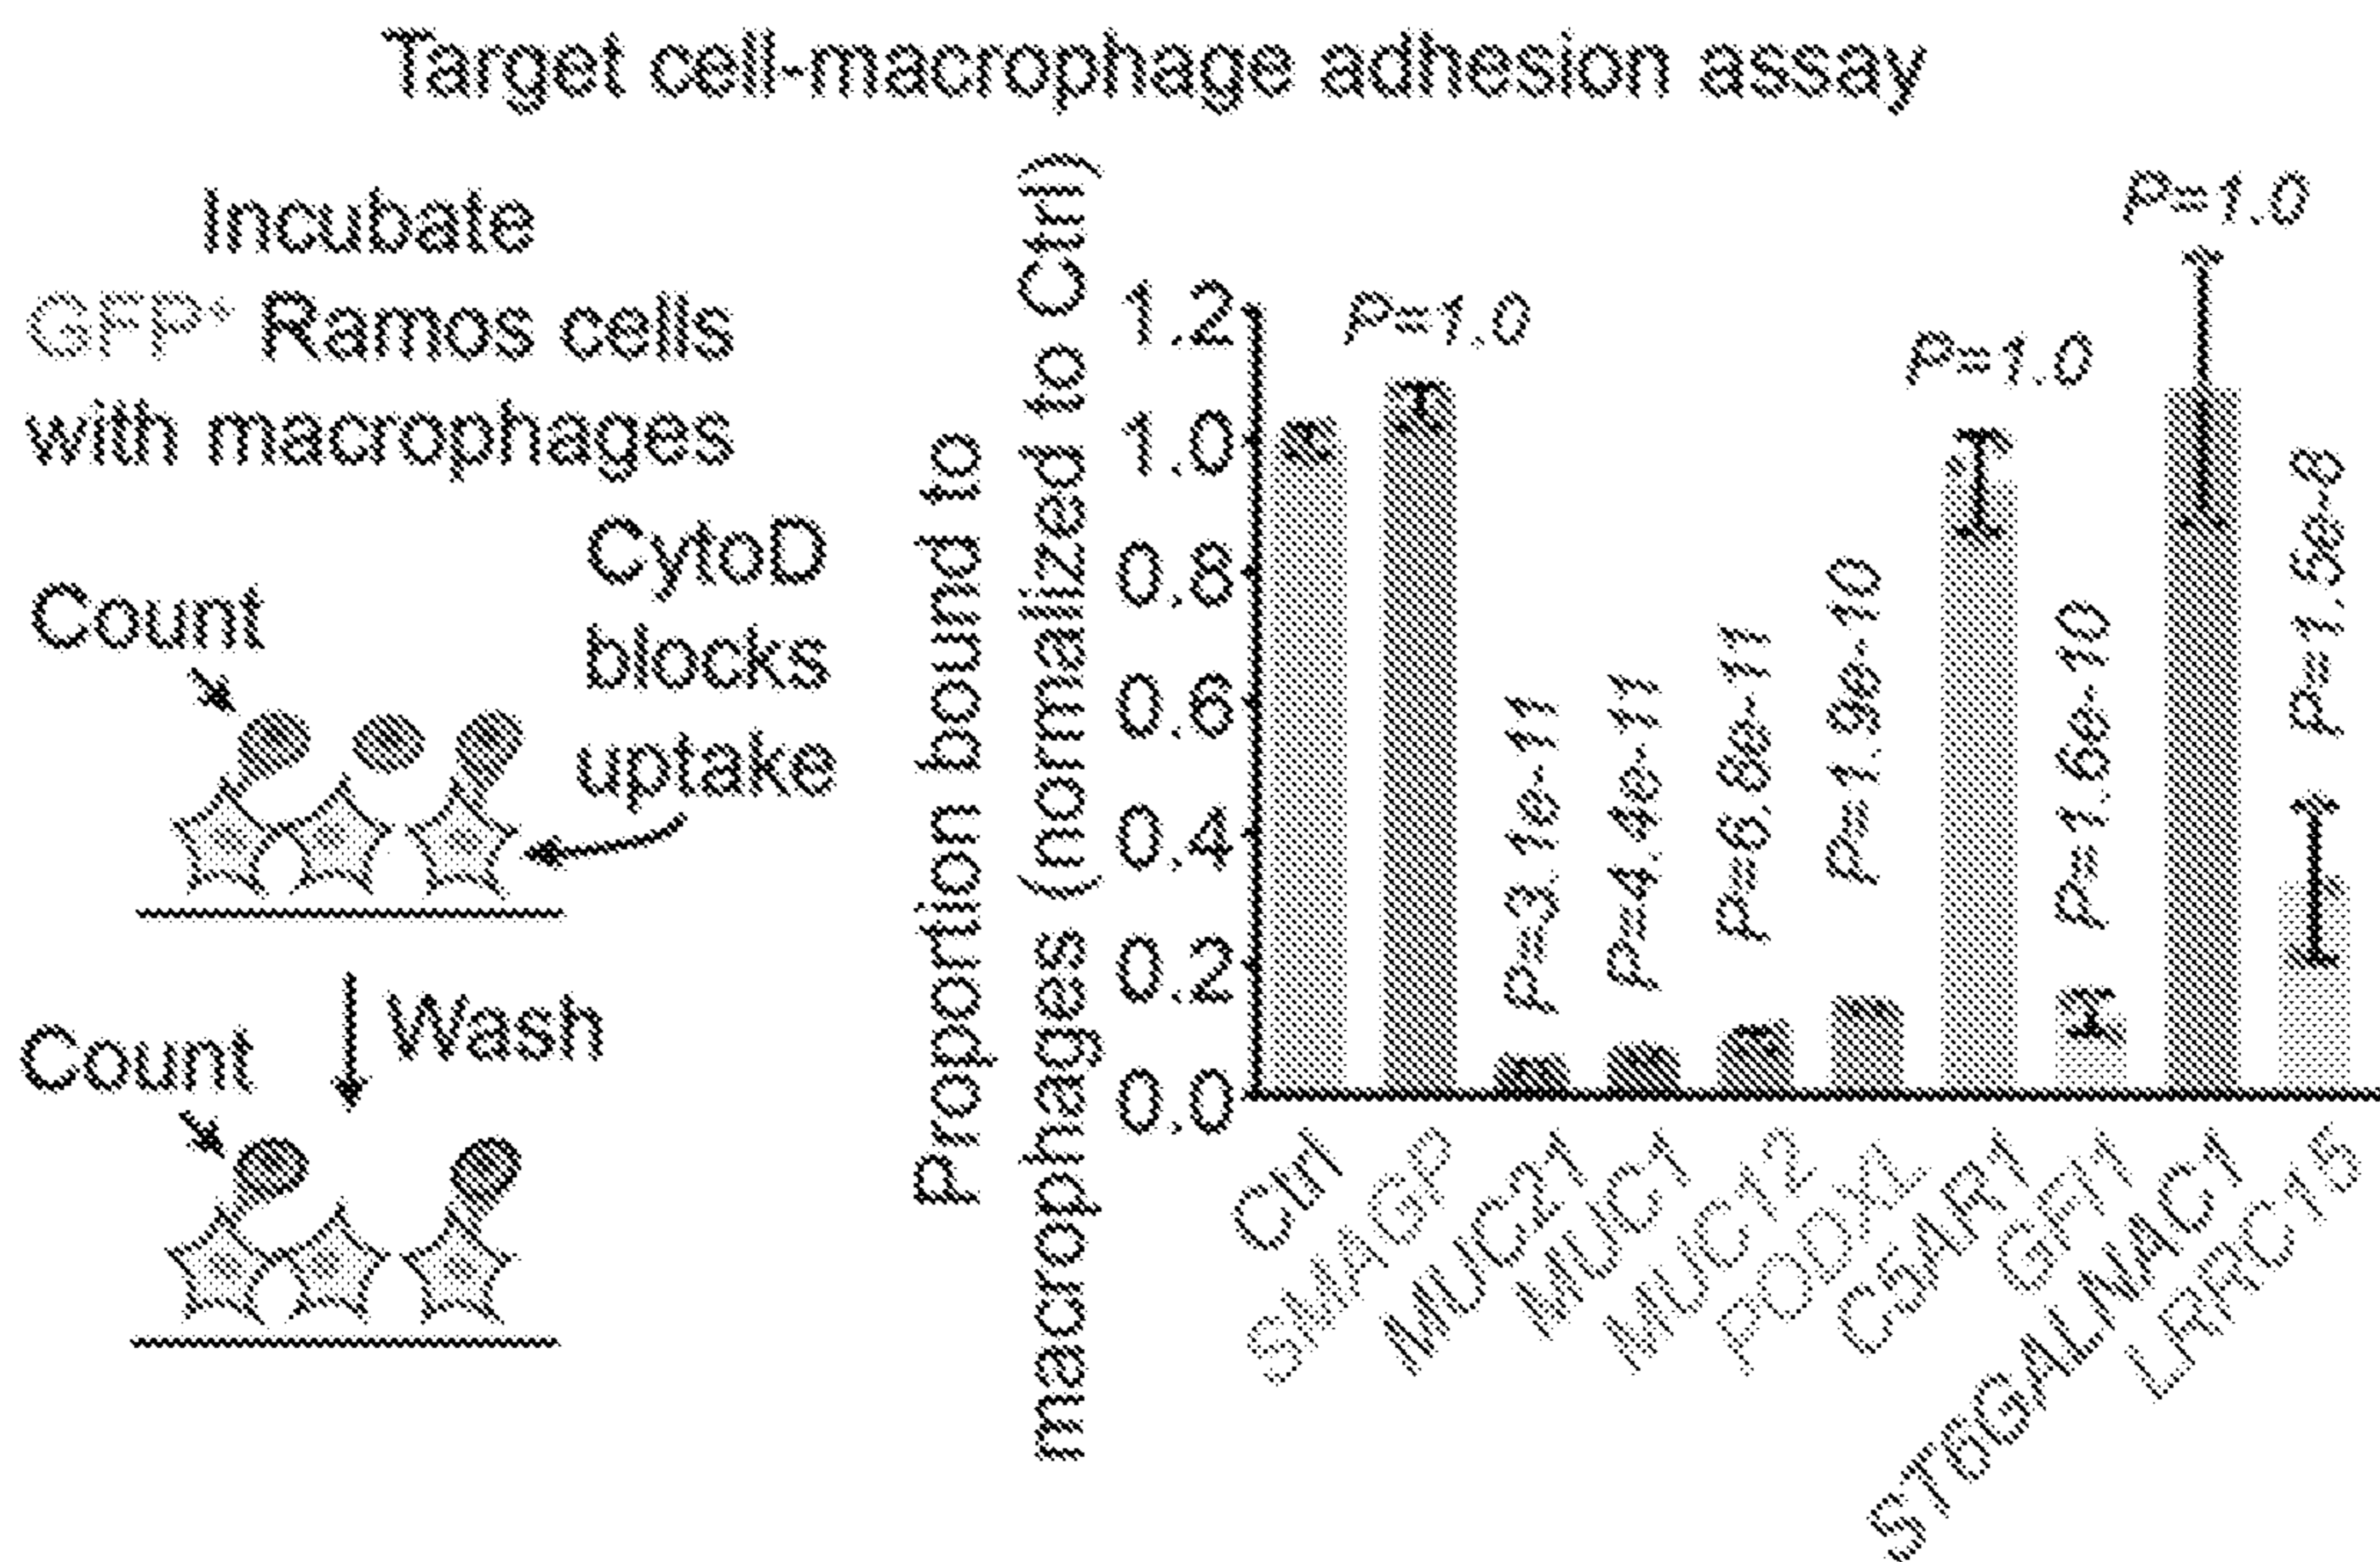 Target cell-macrophage adhesion assay
Incubate
GFP⁺ Ramos cells
with macrophages
CytoD
blocks
uptake
Count
Wash
Count
Proportion bound to
macrophages (normalized to Ctrl)
1.2
1.0
0.8
0.6
0.4
0.2
0.0
P=1.0
P=3.1e-11
P=4.4e-11
P=6.8e-11
P=1.9e-10
P=1.0
P=1.6e-10
P=1.0
P=1.5e-8
Ctrl
SMAGP
MUC21
MUC1
MUC12
PODXL
C5AR1
GFI1
ST6GALNAC1
LRRC15